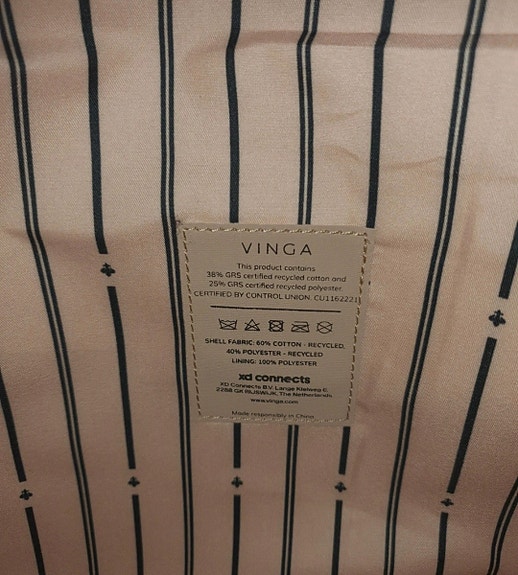 VINGA
This product contains
38% GRS certified recycled cotton and
25% GRS certified recycled polyester
CERTIFIED BY CONTROL UNION, CU1162221
SHELL FABRIC: 60% COTTON - RECYCLED,
40% POLYESTER - RECYCLED
LINING: 100% POLYESTER
xd connects
XD Connects B.V. Lange Kleiweg 6,
2288 GK RIJSWIJK, The Netherlands
www.vinga.com
Made responsibly in China